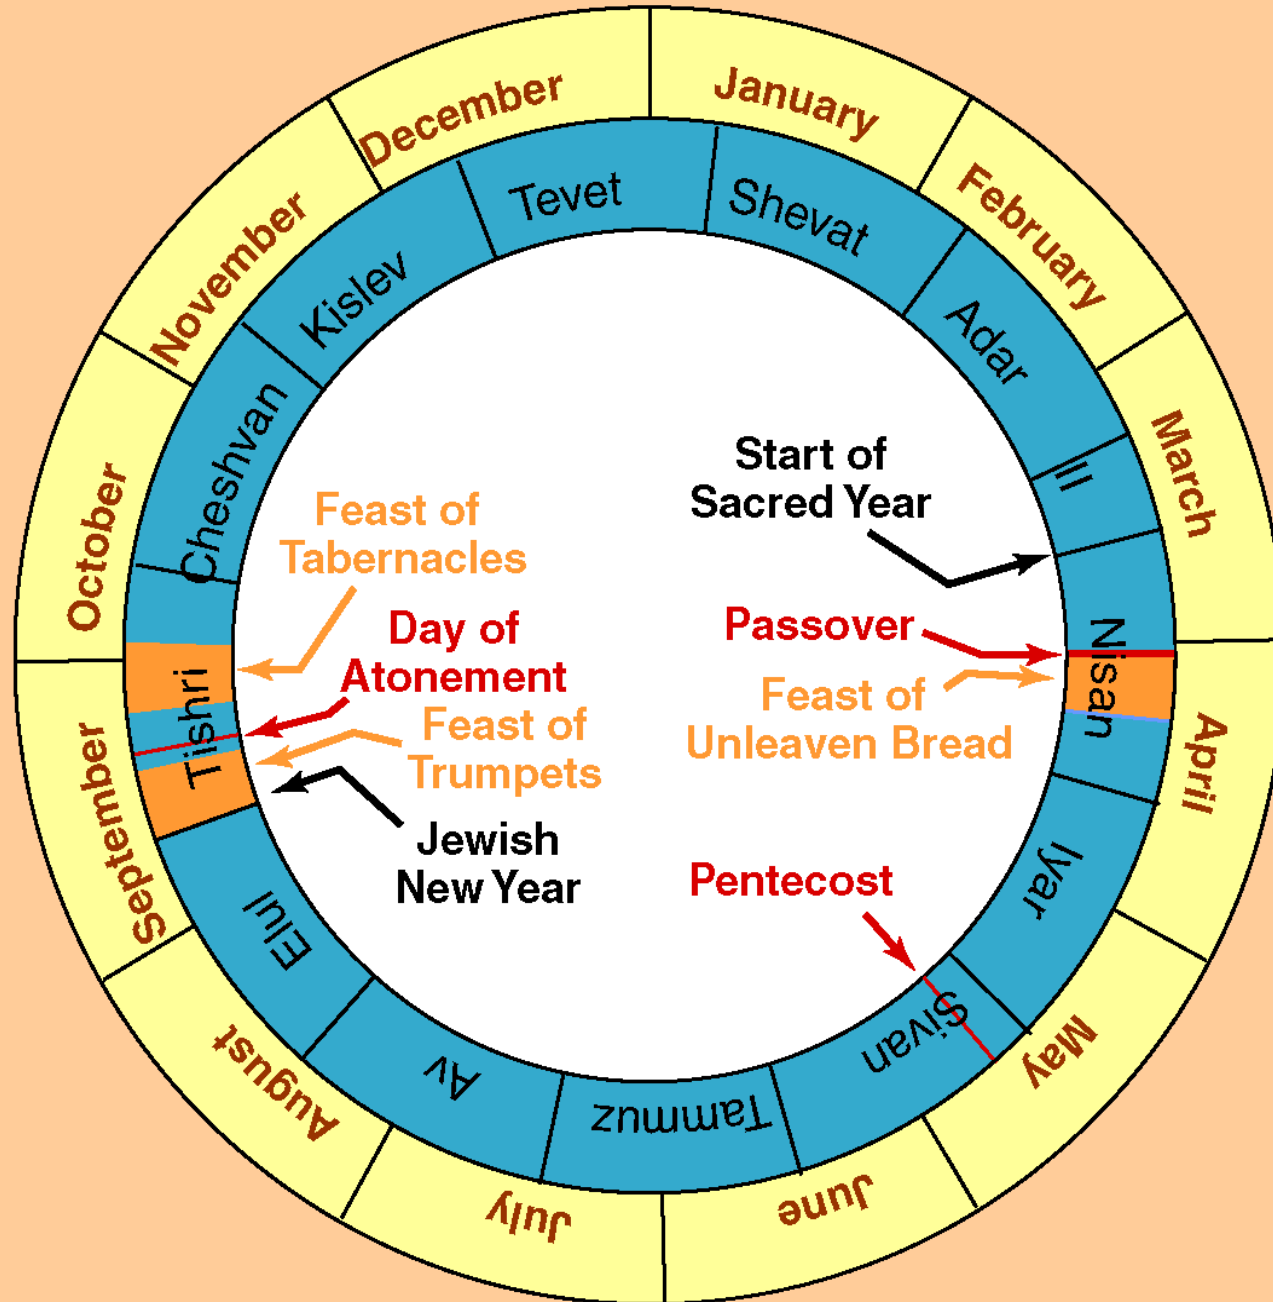 January
February
March
April
May
June
July
August
September
October
November
December
Tevet
Shevat
Adar
II
Nisan
Iyar
Sivan
Tammuz
Av
Elul
Tishri
Cheshvan
Kislev
Start of
Sacred Year
Passover
Feast of
Unleaven Bread
Pentecost
Feast of
Tabernacles
Day of
Atonement
Feast of
Trumpets
Jewish
New Year